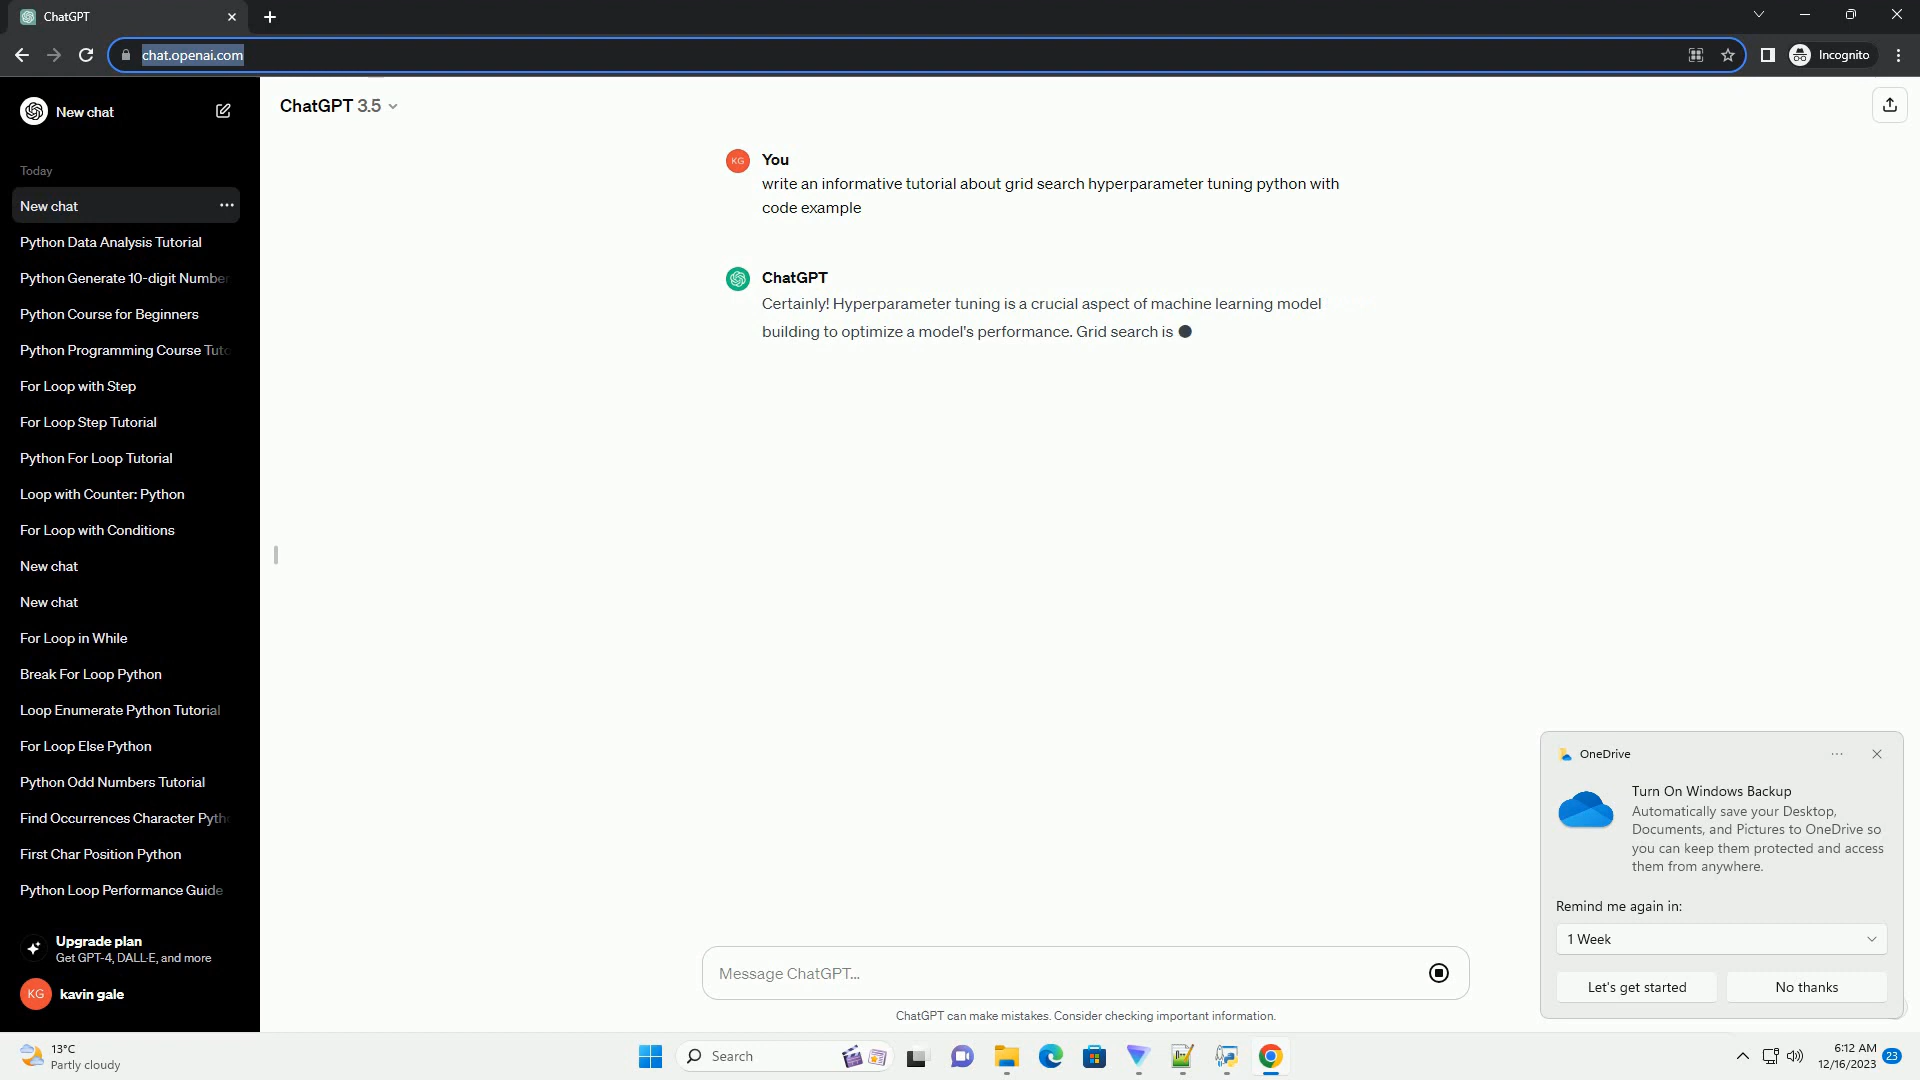 ChatGPT
chat.openai.com
Incognito
New chat
Today
New chat
Python Data Analysis Tutorial
Python Generate 10-digit Number
Python Course for Beginners
Python Programming Course Tuto
For Loop with Step
For Loop Step Tutorial
Python For Loop Tutorial
Loop with Counter: Python
For Loop with Conditions
New chat
New chat
For Loop in While
Break For Loop Python
Loop Enumerate Python Tutorial
For Loop Else Python
Python Odd Numbers Tutorial
Find Occurrences Character Pyth
First Char Position Python
Python Loop Performance Guide
Upgrade plan
Get GPT-4, DALL·E, and more
KG kavin gale
ChatGPT 3.5
KG You
write an informative tutorial about grid search hyperparameter tuning python with
code example
ChatGPT
Certainly! Hyperparameter tuning is a crucial aspect of machine learning model
building to optimize a model's performance. Grid search is
Message ChatGPT...
ChatGPT can make mistakes. Consider checking important information.
OneDrive
Turn On Windows Backup
Automatically save your Desktop,
Documents, and Pictures to OneDrive so
you can keep them protected and access
them from anywhere.
Remind me again in:
1 Week
Let's get started
No thanks
13°C
Partly cloudy
Search
6:12 AM
12/16/2023
23